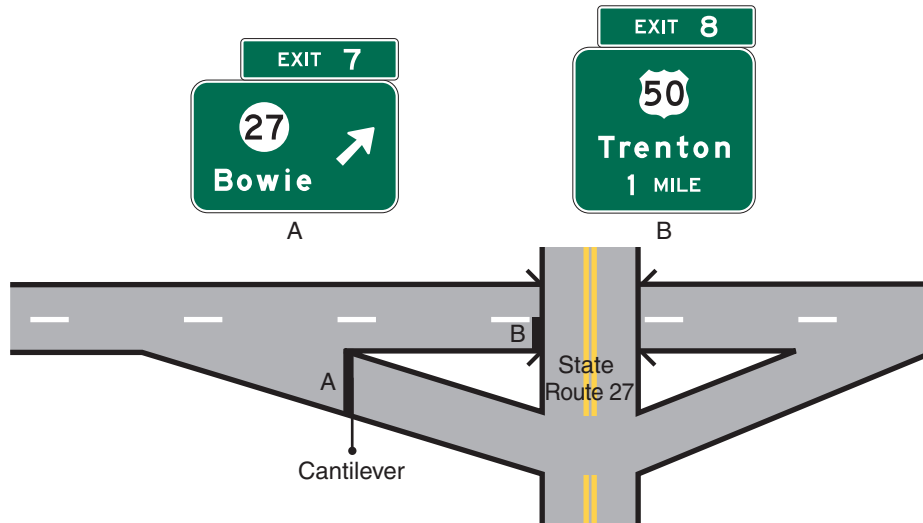 EXIT 7
27
Bowie
A
EXIT 8
50
Trenton
1 MILE
B
B
A
State
Route 27
Cantilever